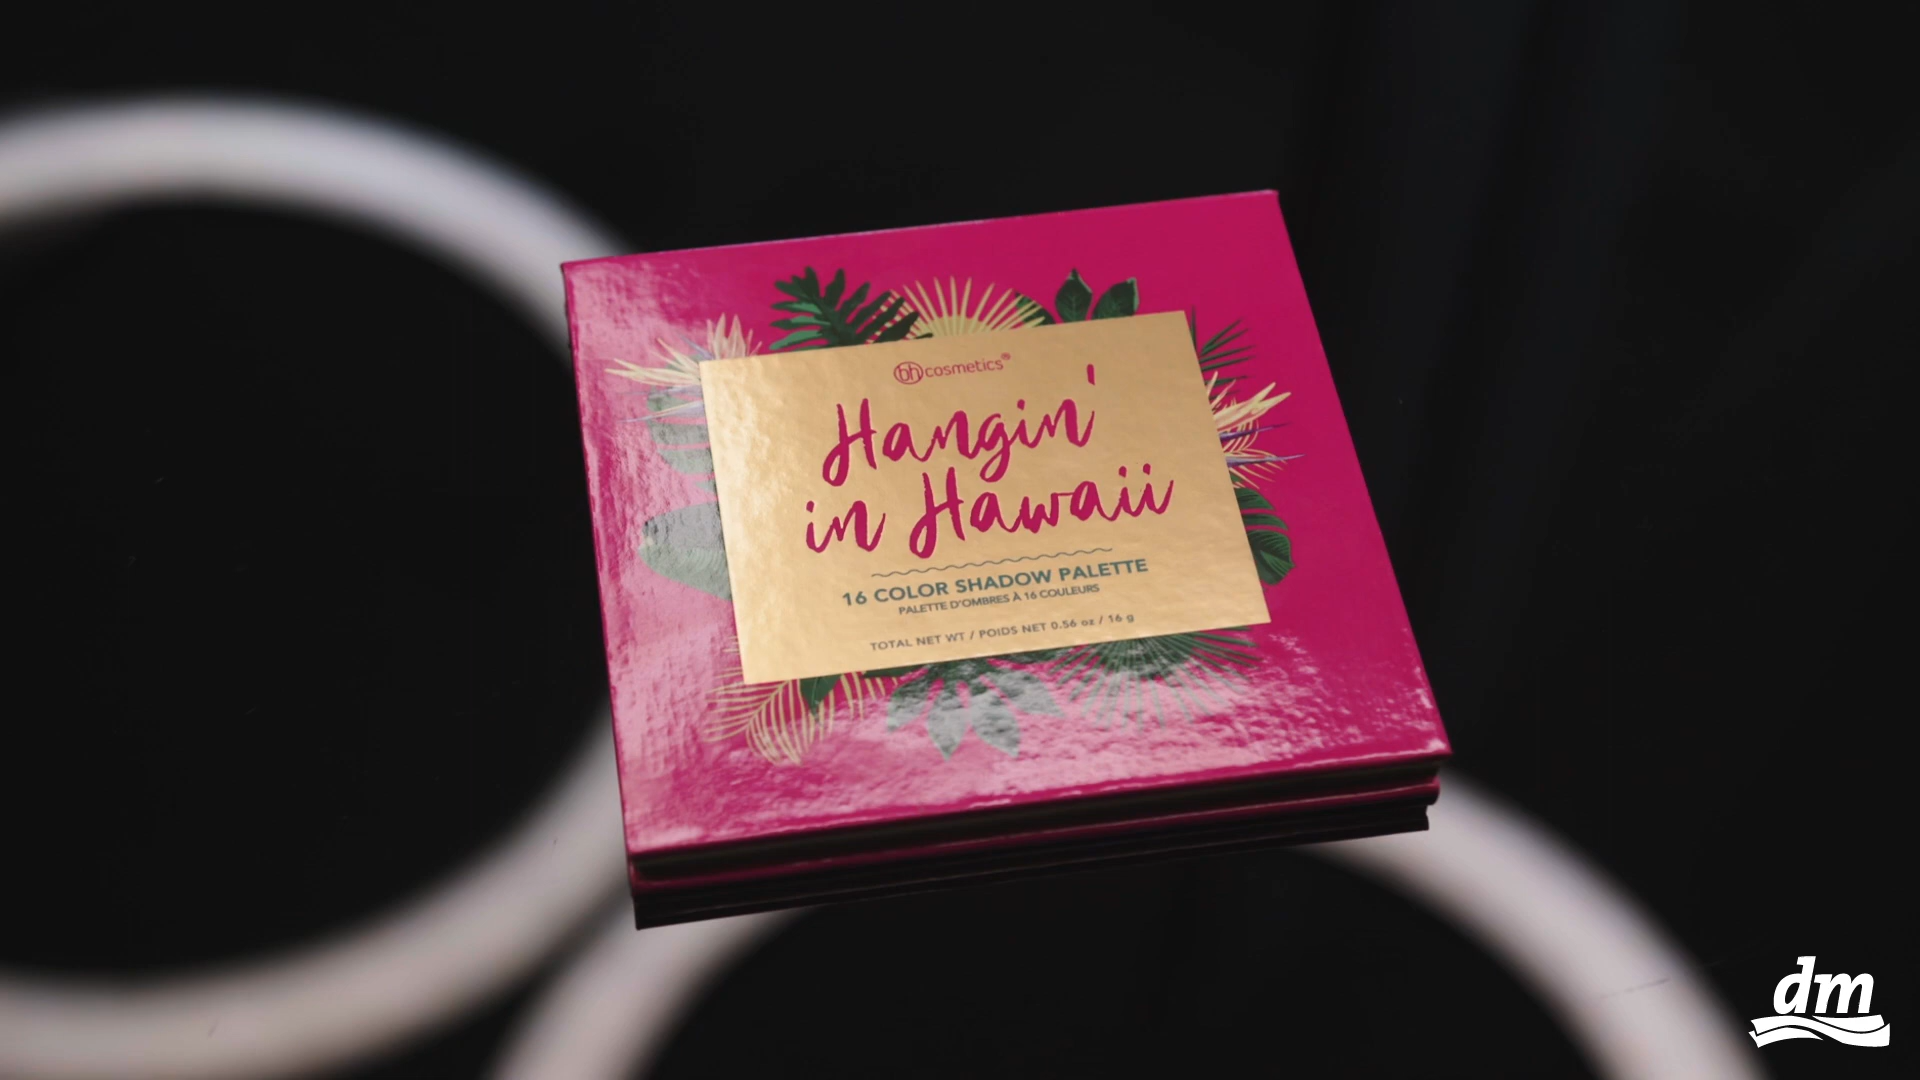 bh cosmetics®
Hangin'
in Hawaii
16 COLOR SHADOW PALETTE
PALETTE D'OMBRES À 16 COULEURS
TOTAL NET WT / POIDS NET 0.56 oz / 16 g
dm